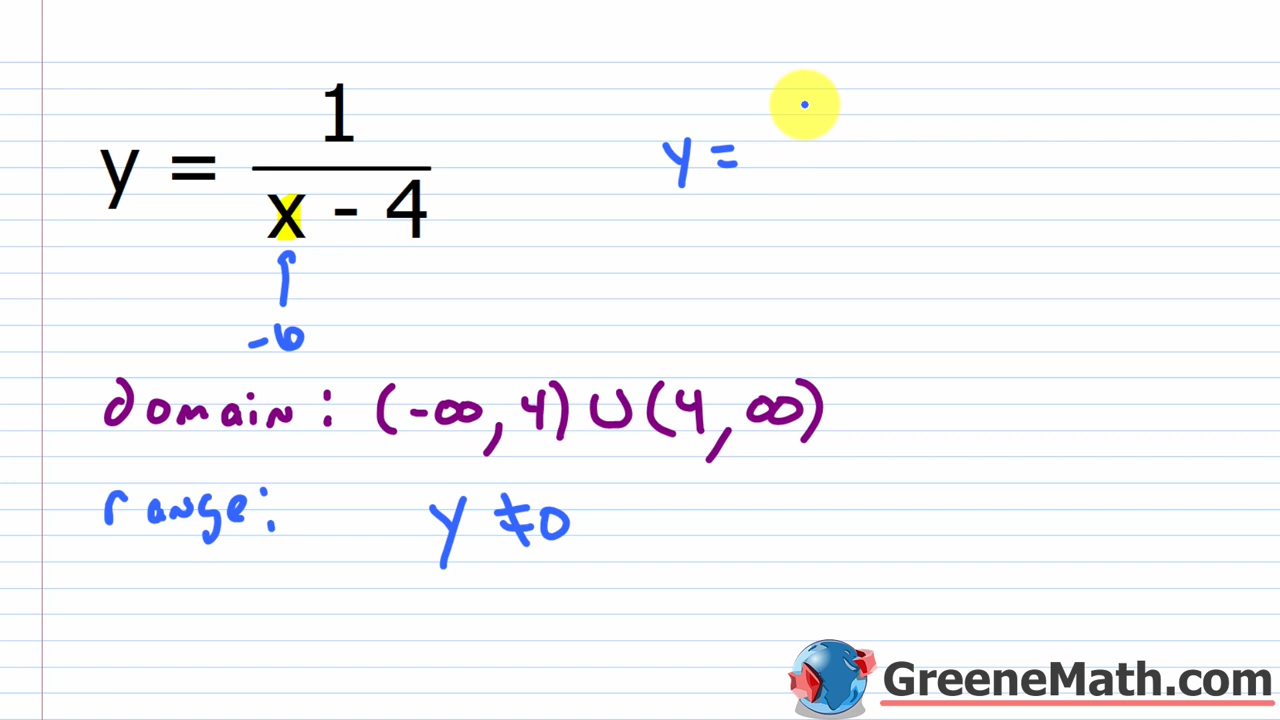 y = 1 / (x - 4)
y =
-6
domain: (-∞, 4) ∪ (4, ∞)
range: y ≠ 0
GreeneMath.com